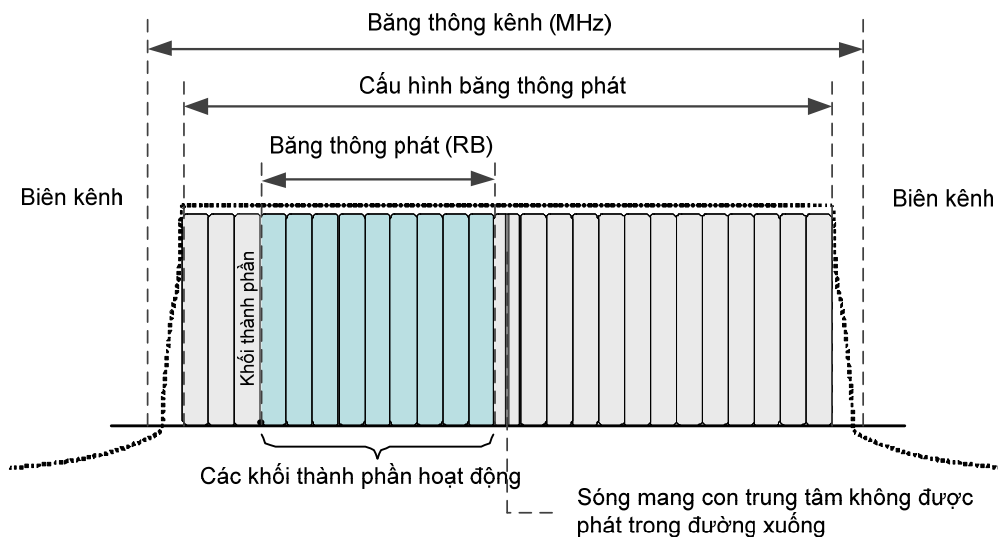 Băng thông kênh (MHz)
Cấu hình băng thông phát
Băng thông phát (RB)
Biên kênh
Biên kênh
Khối thành phần
Các khối thành phần hoạt động
Sóng mang con trung tâm không được
phát trong đường xuống